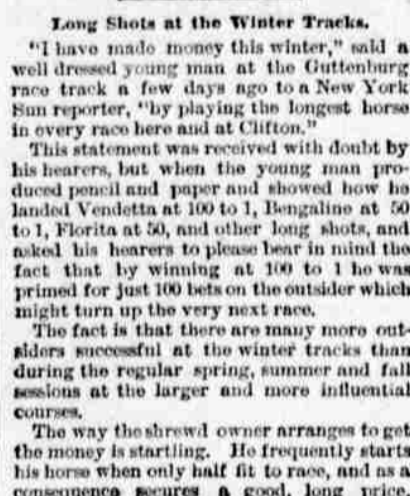 Long Shots at the Winter Tracks.
"I have made money this winter," said a
well dressed young man at the Guttenburg
race track a few days ago to a New York
Sun reporter, "by playing the longest horse
in every race here and at Clifton."
This statement was received with doubt by
his hearers, but when the young man pro-
duced pencil and paper and showed how he
landed Vendetta at 100 to 1, Bengaline at 50
to 1, Florita at 50, and other long shots, and
asked his hearers to please bear in mind the
fact that by winning at 100 to 1 he was
primed for just 100 bets on the outsider which
might turn up the very next race.
The fact is that there are many more out-
siders successful at the winter tracks than
during the regular spring, summer and fall
sessions at the larger and more influential
courses.
The way the shrewd owner arranges to get
the money is startling. He frequently starts
his horse when only half fit to race, and as a
consequence secures a good, long price.